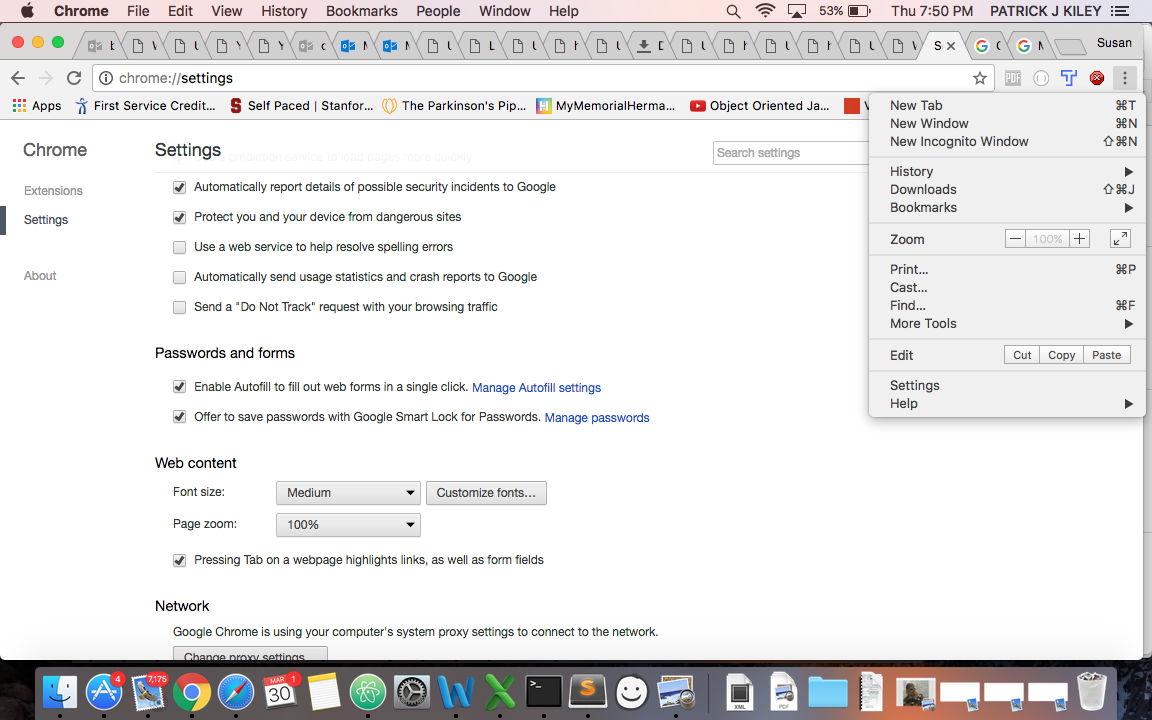 Chrome File Edit View History Bookmarks People Window Help 53% Thu 7:50 PM PATRICK J KILEY
Susan
chrome://settings
PDF
Apps First Service Credit... Self Paced | Stanfor... The Parkinson's Pip... MyMemorialHerma... Object Oriented Ja...
Chrome
Extensions
Settings
About
Settings
Search settings
prediction service to load pages more quickly
Automatically report details of possible security incidents to Google
Protect you and your device from dangerous sites
Use a web service to help resolve spelling errors
Automatically send usage statistics and crash reports to Google
Send a "Do Not Track" request with your browsing traffic
Passwords and forms
Enable Autofill to fill out web forms in a single click. Manage Autofill settings
Offer to save passwords with Google Smart Lock for Passwords. Manage passwords
Web content
Font size: Medium Customize fonts...
Page zoom: 100%
Pressing Tab on a webpage highlights links, as well as form fields
Network
Google Chrome is using your computer's system proxy settings to connect to the network.
Change proxy settings...
New Tab ⌘T
New Window ⌘N
New Incognito Window ⇧⌘N
History
Downloads ⇧⌘J
Bookmarks
Zoom − 100% +
Print... ⌘P
Cast...
Find... ⌘F
More Tools
Edit Cut Copy Paste
Settings
Help
4 7,175 1
MAR
30
XML PDF